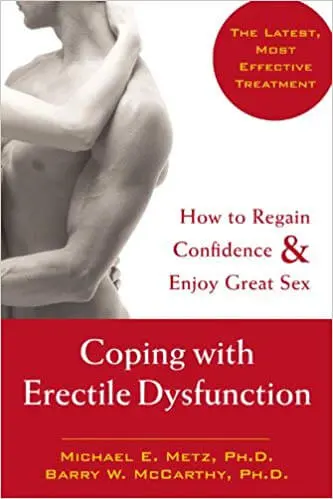 THE LATEST,
MOST
EFFECTIVE
TREATMENT
How to Regain
Confidence &
Enjoy Great Sex
Coping with
Erectile Dysfunction
MICHAEL E. METZ, PH.D.
BARRY W. MCCARTHY, PH.D.